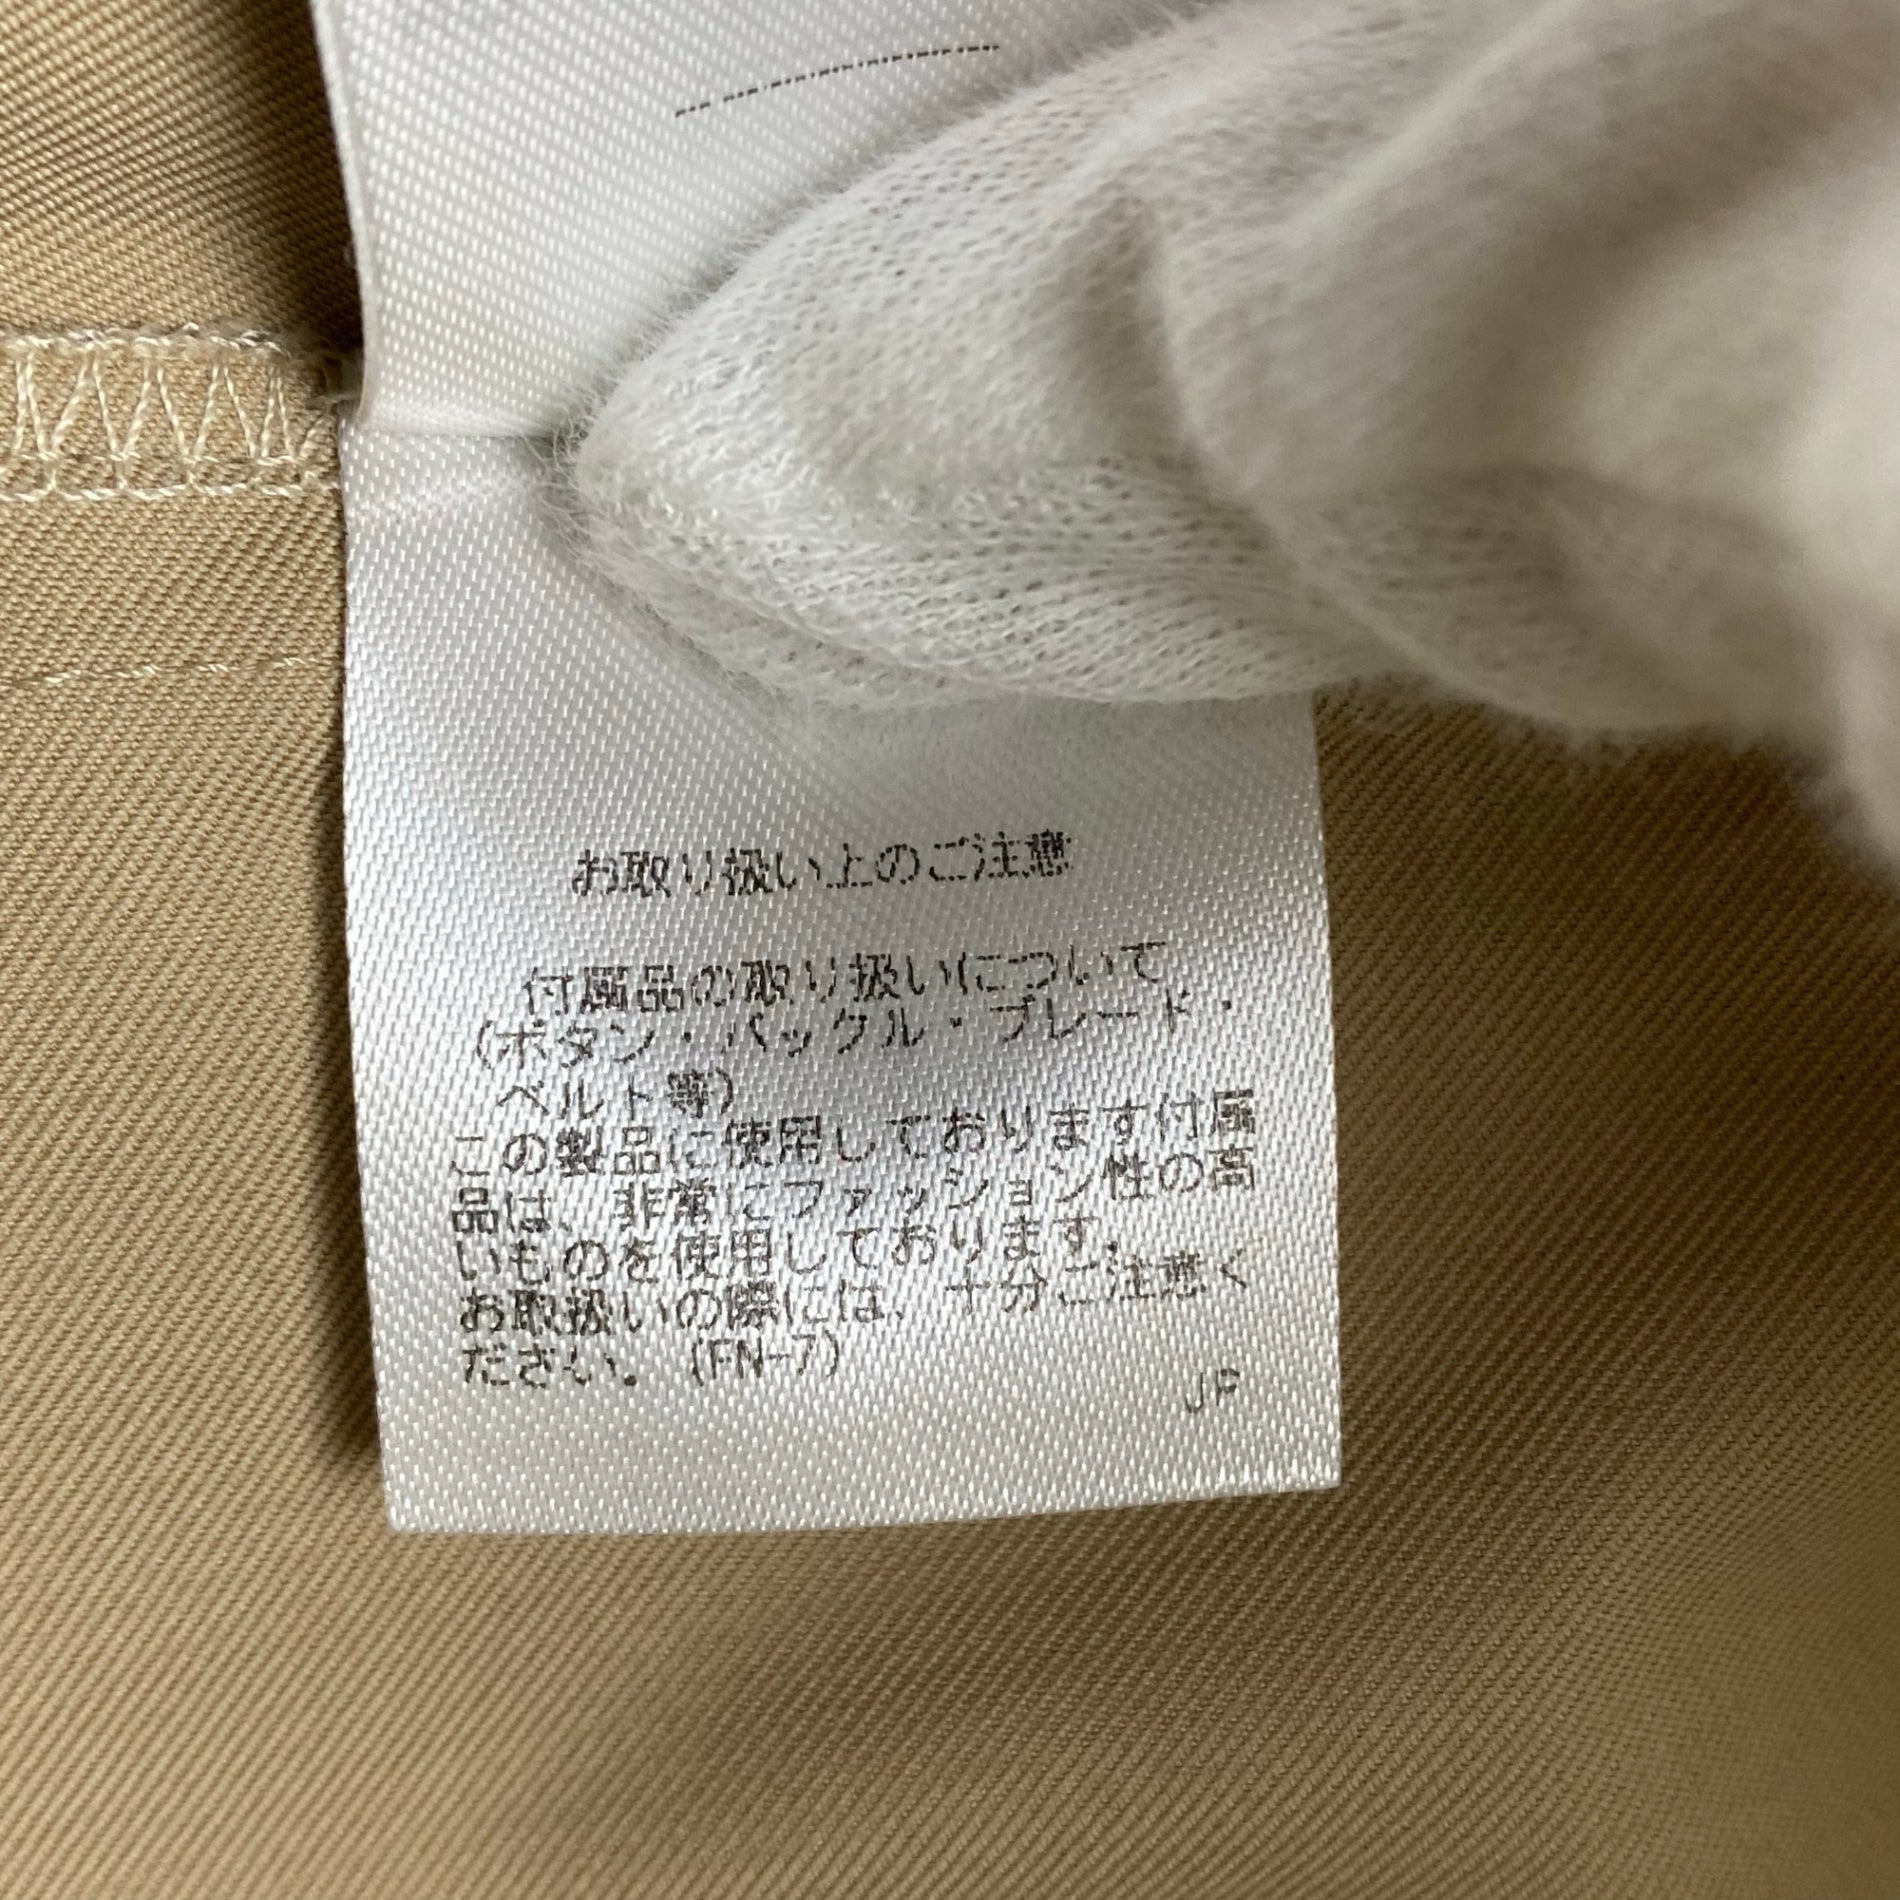 お取り扱い上のご注意
付属品の取り扱いについて
(ボタン・バックル・ブレード・
ベルト等)
この製品に使用しております付属
品は、非常にファッション性の高
いものを使用しております。
お取扱いの際には、十分ご注意く
ださい。(FN-7)
JP